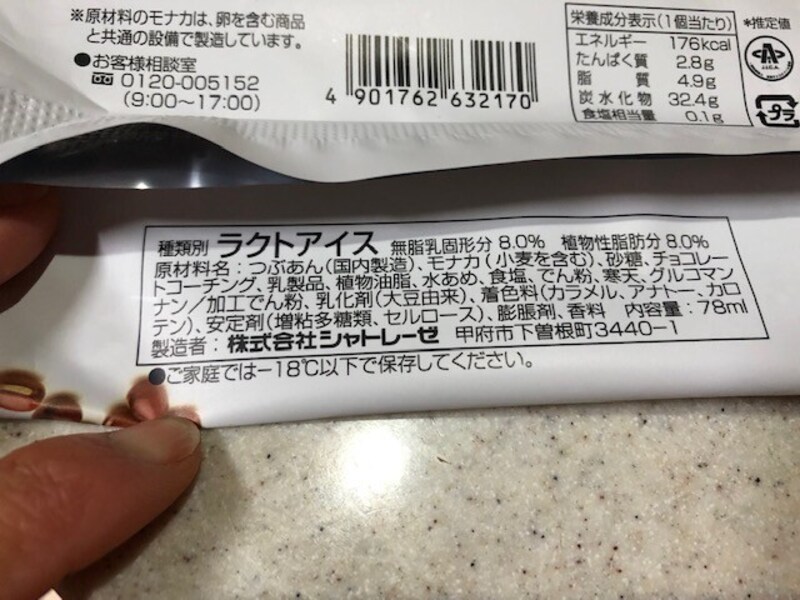 ※原材料のモナカは、卵を含む商品
と共通の設備で製造しています。
●お客様相談室
0120-005152
(9:00~17:00)
4 901762 632170
栄養成分表示(1個当たり)
*推定値
エネルギー 176kcal
たんぱく質 2.8g
脂 質 4.9g
炭水化物 32.4g
食塩相当量 0.1g
プラ
種類別 ラクトアイス 無脂乳固形分 8.0% 植物性脂肪分 8.0%
原材料名:つぶあん(国内製造)、モナカ(小麦を含む)、砂糖、チョコレー
トコーチング、乳製品、植物油脂、水あめ、食塩、でん粉、寒天、グルコマン
ナン/加工でん粉、乳化剤(大豆由来)、着色料(カラメル、アナトー、カロ
テン)、安定剤(増粘多糖類、セルロース)、膨脹剤、香料 内容量:78ml
製造者:株式会社シャトレーゼ 甲府市下曽根町3440-1
●ご家庭では-18℃以下で保存してください。